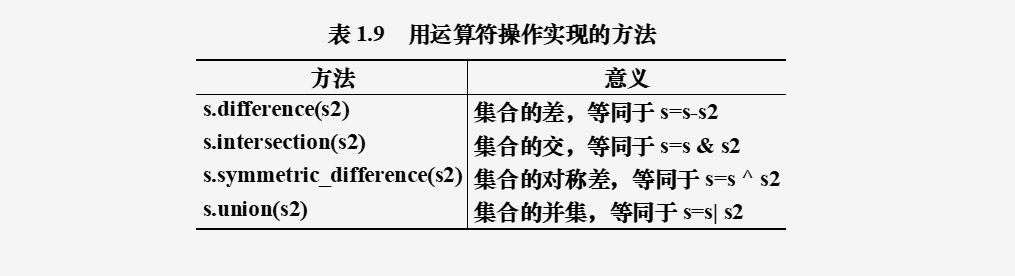 表 1.9 用运算符操作实现的方法
方法 意义
s.difference(s2) 集合的差，等同于 s=s-s2
s.intersection(s2) 集合的交，等同于 s=s & s2
s.symmetric_difference(s2) 集合的对称差，等同于 s=s ^ s2
s.union(s2) 集合的并集，等同于 s=s| s2